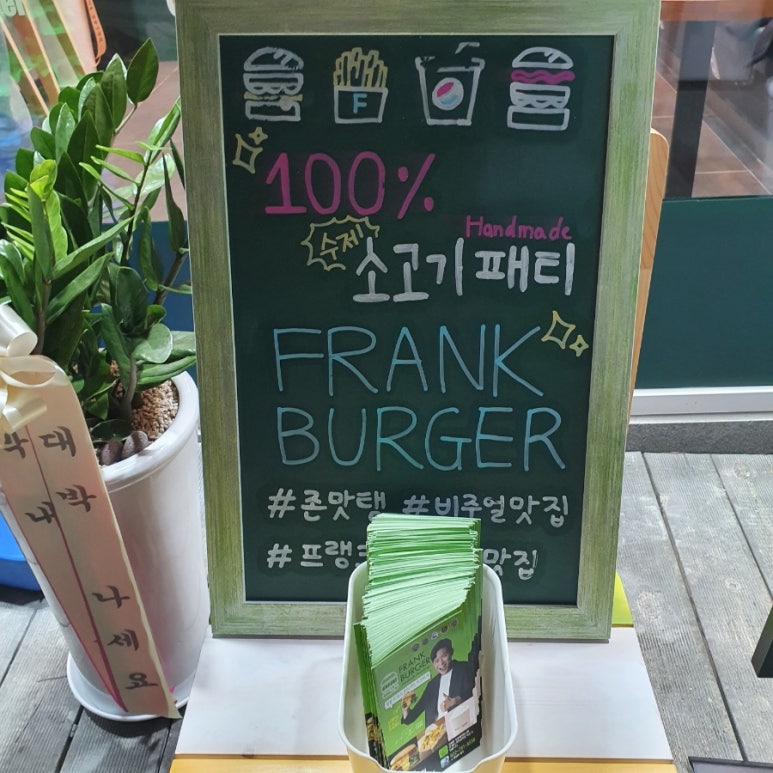 F
100%
수제!
Handmade
소고기 패티
FRANK
BURGER
#존맛탬 #비주얼맛집
#프랭 맛집
FRANK
BURGER
대박
나세요